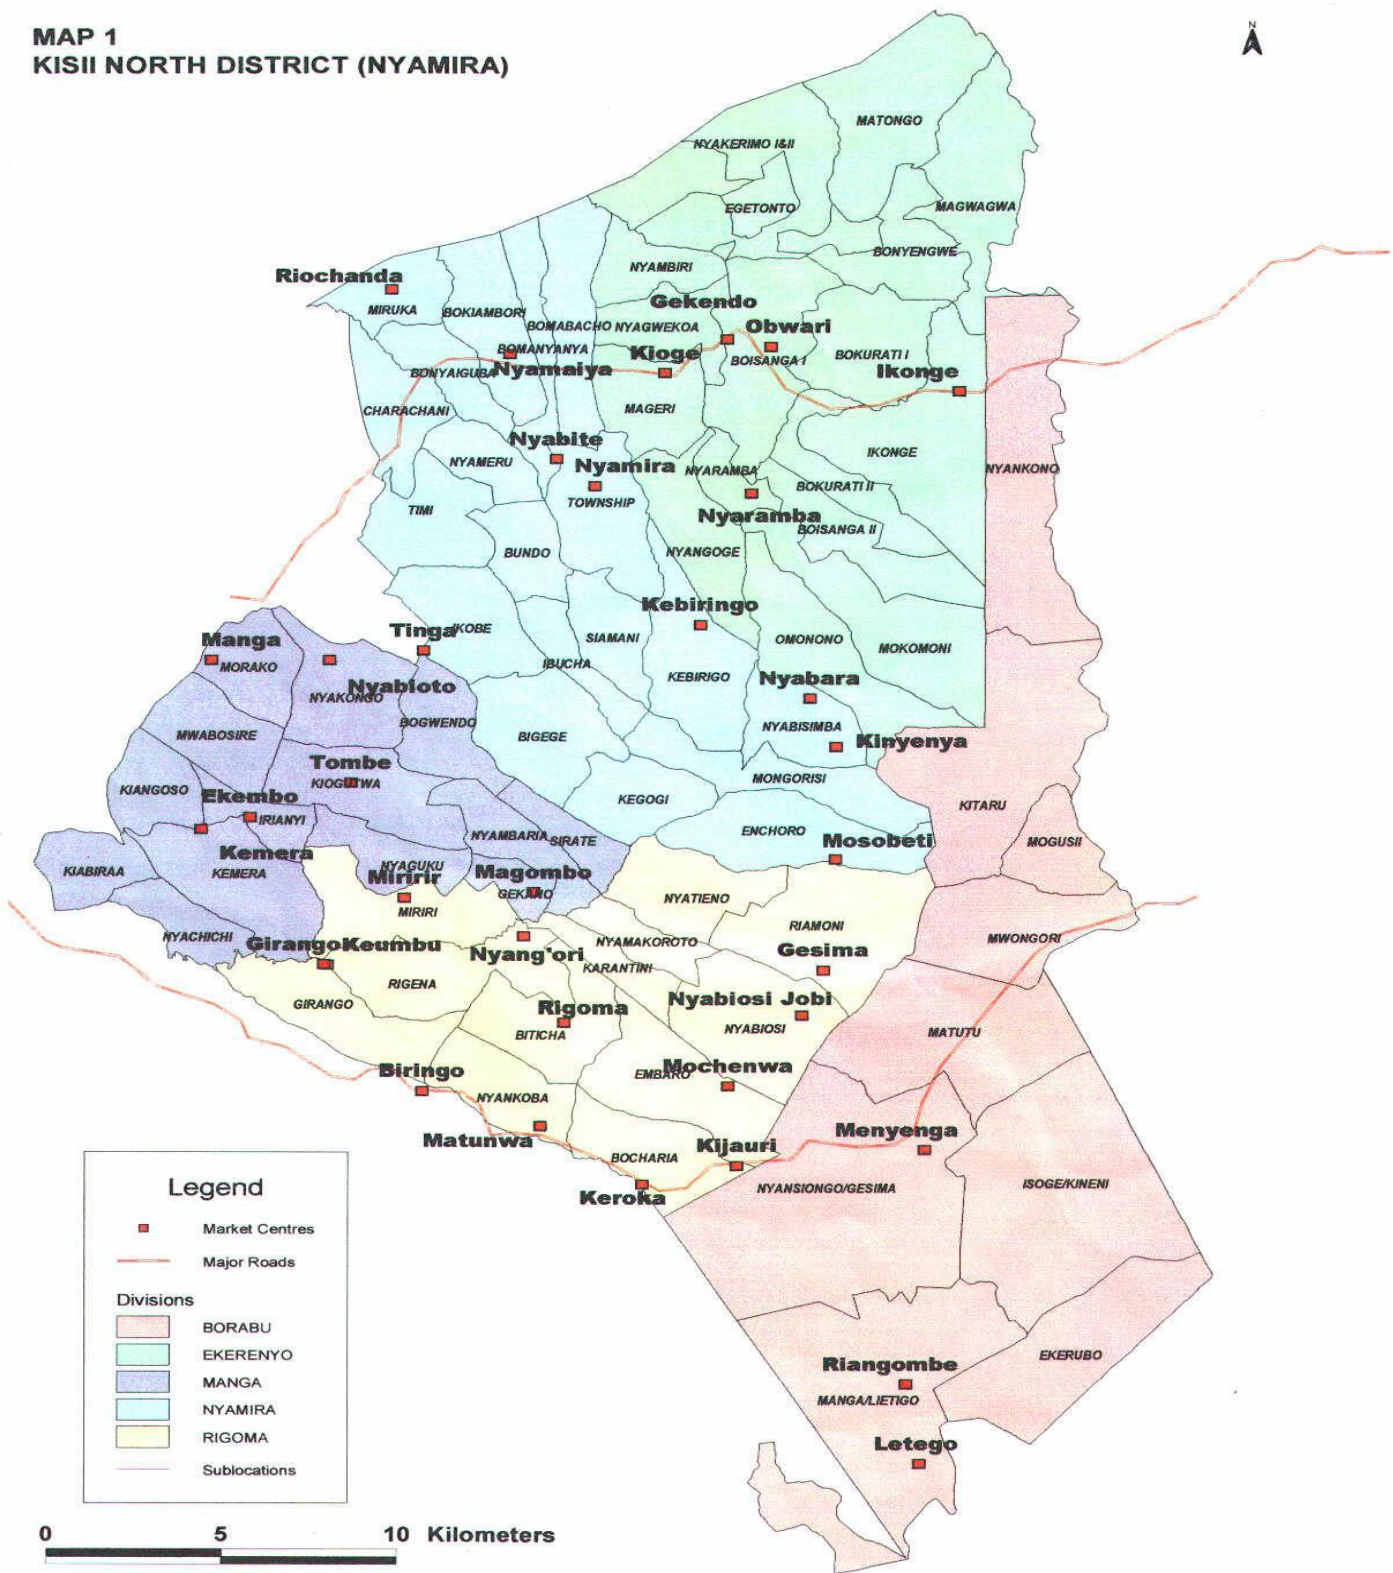 MAP 1
KISII NORTH DISTRICT (NYAMIRA)
N
MATONGO
NYAKERIMO I&II
EGETONTO
MAGWAGWA
BONYENGWE
NYAMBIRI
Riochanda
MIRUKA
BOKIAMBORI
Gekendo
BOMABACHO
NYAGWEKOA
Obwari
BOMANYANYA
Kioge
BOISANGA I
BOKURATI I
BONYAIGUBA
Nyamaiya
Ikonge
CHARACHANI
MAGERI
Nyabite
IKONGE
NYAMERU
Nyamira
NYARAMBA
NYANKONO
BOKURATI II
TIMI
TOWNSHIP
Nyaramba
BOISANGA II
BUNDO
NYANGOGE
Kebiringo
Tinga
IKOBE
SIAMANI
OMONONO
MOKOMONI
Manga
MORAKO
IBUCHA
KEBIRIGO
Nyabara
Nyabioto
NYAKONGO
BOGWENDO
NYABISIMBA
MWABOSIRE
BIGEGE
Kinyenya
Tombe
MONGORISI
KIANGOSO
Ekembo
KEGOGI
KITARU
IRIANYI
NYAMBARIA
SIRATE
ENCHORO
Mosobeti
MOGUSII
Kemera
KIABIRAA
KEMERA
NYAGUKU
Miririr
Magombo
GEKANO
NYATIENO
MIRIRI
RIAMONI
NYACHICHI
Girango
Keumbu
NYAMAKOROTO
MWONGORI
Nyang'ori
KARANTINI
Gesima
RIGENA
GIRANGO
Rigoma
Nyabiosi Jobi
BITICHA
NYABIOSI
MATUTU
Biringo
EMBARO
Mochenwa
NYANKOBA
Matunwa
Menyenga
Kijauri
BOCHARIA
Keroka
NYANSIONGO/GESIMA
ISOGE/KINENI
Riangombe
EKERUBO
MANGA/LIETIGO
Letego
Legend
Market Centres
Major Roads
Divisions
BORABU
EKERENYO
MANGA
NYAMIRA
RIGOMA
Sublocations
0 5 10 Kilometers